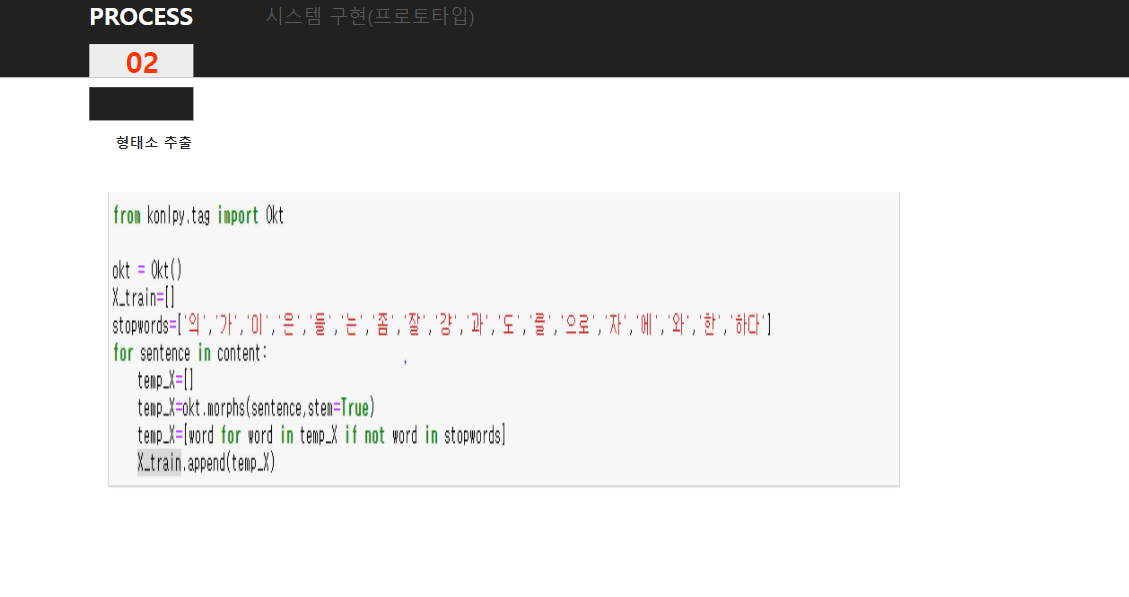 PROCESS
시스템 구현(프로토타입)
02
형태소 추출
from konlpy.tag import Okt
okt = Okt()
X_train=[]
stopwords=['의','가','이','은','들','는','좀','잘','걍','과','도','를','으로','자','에','와','한','하다']
for sentence in content:
temp_X=[]
temp_X=okt.morphs(sentence,stem=True)
temp_X=[word for word in temp_X if not word in stopwords]
X_train.append(temp_X)